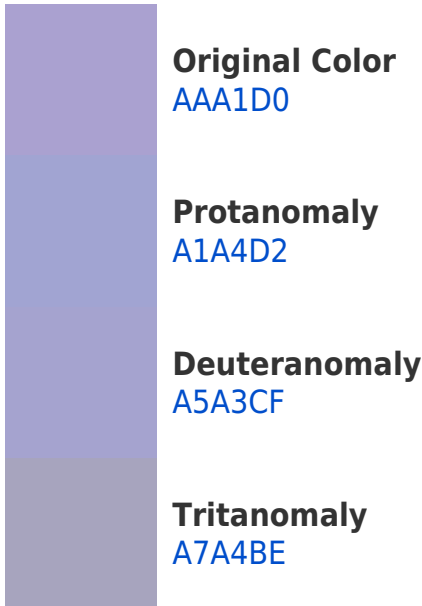 Original Color
AAA1D0
Protanomaly
A1A4D2
Deuteranomaly
A5A3CF
Tritanomaly
A7A4BE